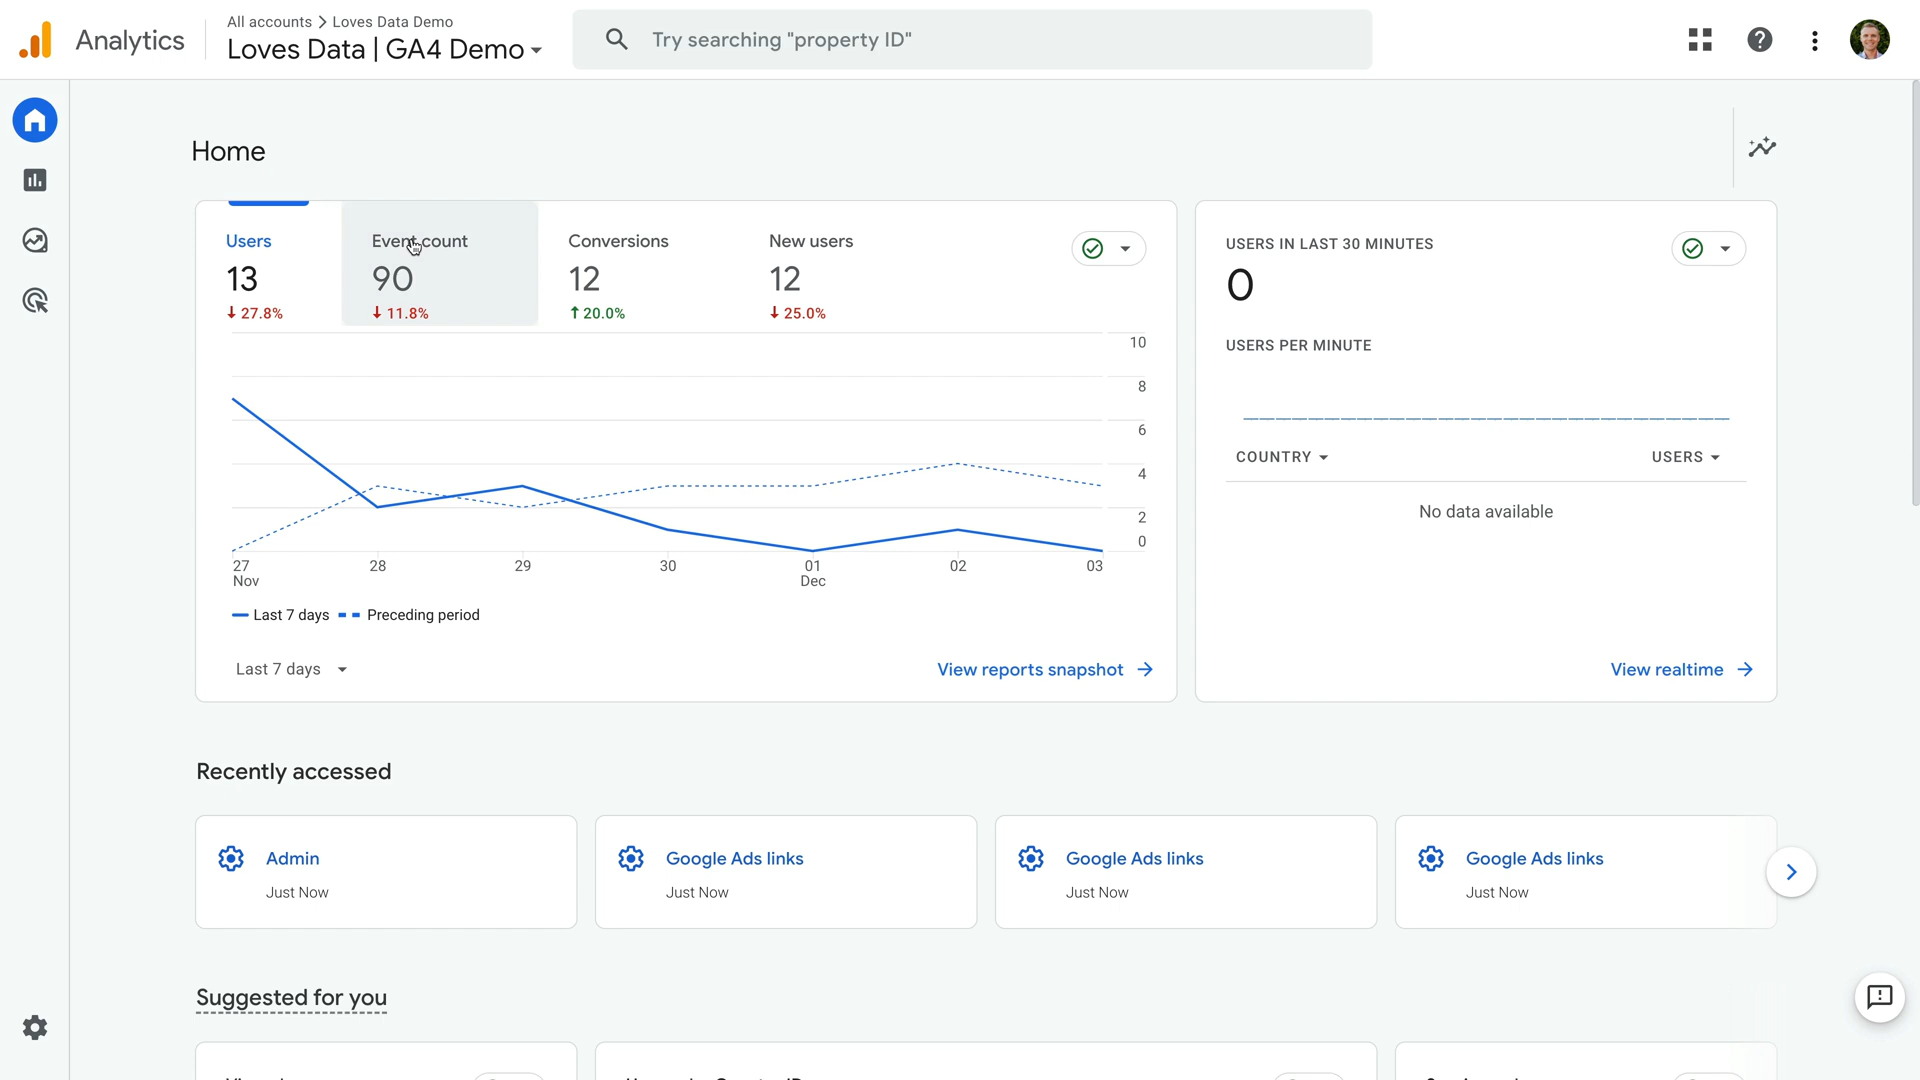 Analytics
All accounts > Loves Data Demo
Loves Data | GA4 Demo
Try searching "property ID"
Home
Users
13
27.8%
Event count
90
11.8%
Conversions
12
20.0%
New users
12
25.0%
10
8
6
4
2
0
27 Nov
28
29
30
01 Dec
02
03
Last 7 days
Preceding period
Last 7 days
View reports snapshot
USERS IN LAST 30 MINUTES
0
USERS PER MINUTE
COUNTRY
USERS
No data available
View realtime
Recently accessed
Admin
Just Now
Google Ads links
Just Now
Google Ads links
Just Now
Google Ads links
Just Now
Suggested for you